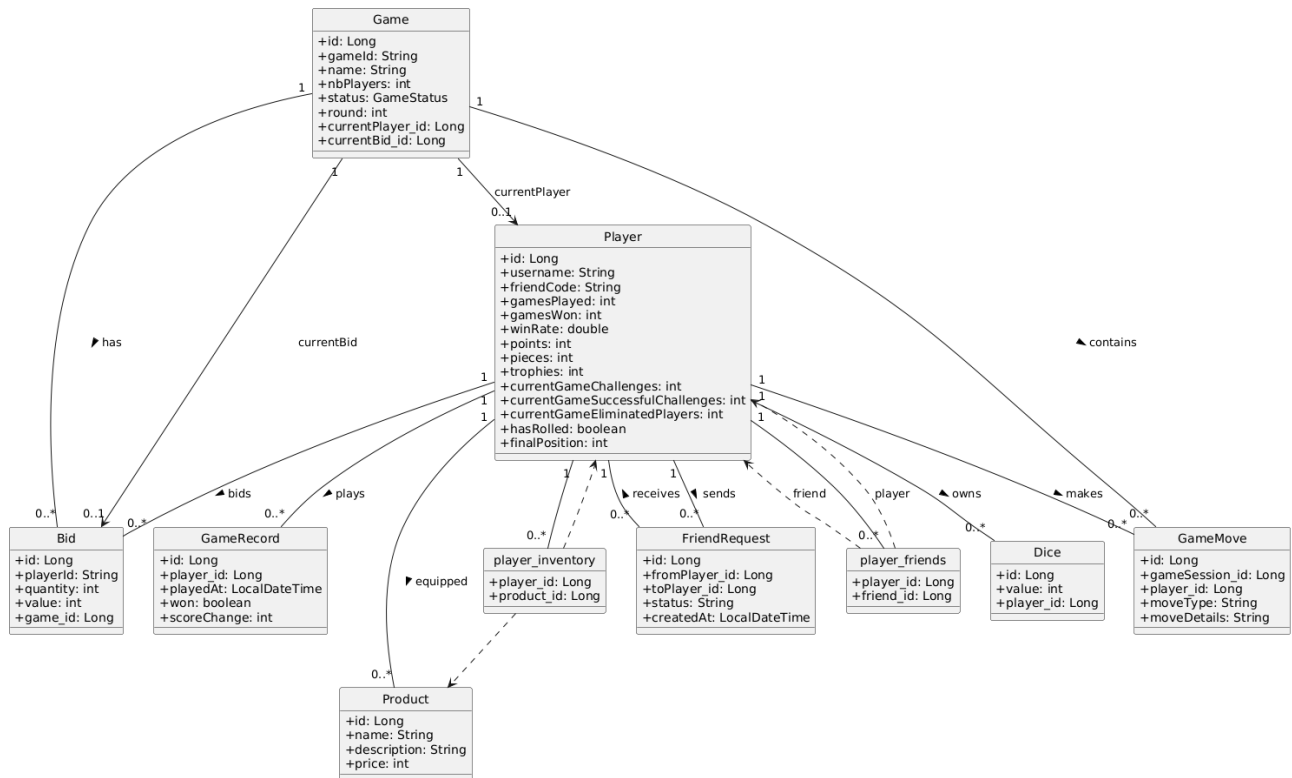 Game
+id: Long
+gameId: String
+name: String
+nbPlayers: int
+status: GameStatus
+round: int
+currentPlayer_id: Long
+currentBid_id: Long
1
1
1
1
currentPlayer
0..1
Player
+id: Long
+username: String
+friendCode: String
+gamesPlayed: int
+gamesWon: int
+winRate: double
+points: int
+pieces: int
+trophies: int
+currentGameChallenges: int
+currentGameSuccessfulChallenges: int
+currentGameEliminatedPlayers: int
+hasRolled: boolean
+finalPosition: int
has
currentBid
contains
1
1
1
1
1
1
1
1
1
bids
plays
receives
sends
friend
player
owns
makes
0..*
0..1
0..*
0..*
0..*
0..*
0..*
0..*
0..*
0..*
0..*
Bid
+id: Long
+playerId: String
+quantity: int
+value: int
+game_id: Long
GameRecord
+id: Long
+player_id: Long
+playedAt: LocalDateTime
+won: boolean
+scoreChange: int
equipped
player_inventory
+player_id: Long
+product_id: Long
FriendRequest
+id: Long
+fromPlayer_id: Long
+toPlayer_id: Long
+status: String
+createdAt: LocalDateTime
player_friends
+player_id: Long
+friend_id: Long
Dice
+id: Long
+value: int
+player_id: Long
GameMove
+id: Long
+gameSession_id: Long
+player_id: Long
+moveType: String
+moveDetails: String
0..*
Product
+id: Long
+name: String
+description: String
+price: int